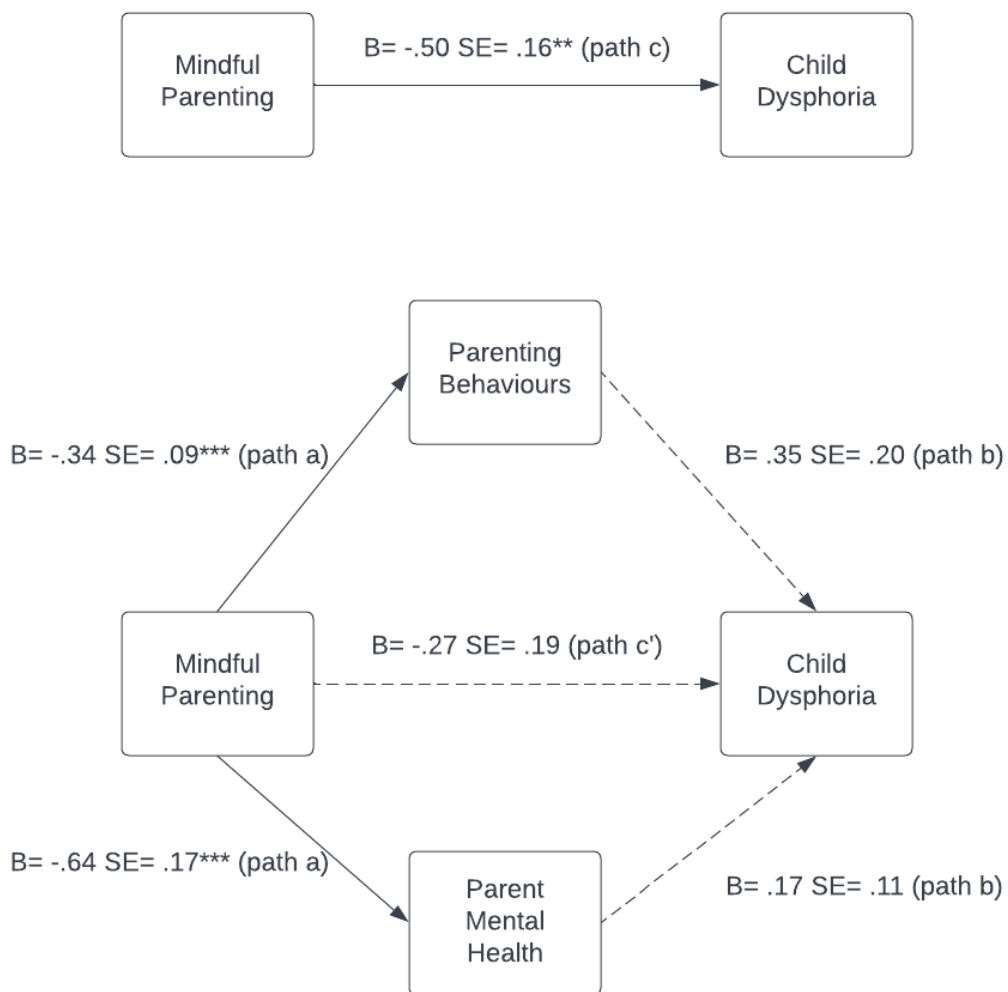 Mindful
Parenting
B= -.50 SE= .16** (path c)
Child
Dysphoria
Parenting
Behaviours
B= -.34 SE= .09*** (path a)
B= .35 SE= .20 (path b)
Mindful
Parenting
B= -.27 SE= .19 (path c')
Child
Dysphoria
B= -.64 SE= .17*** (path a)
Parent
Mental
Health
B= .17 SE= .11 (path b)